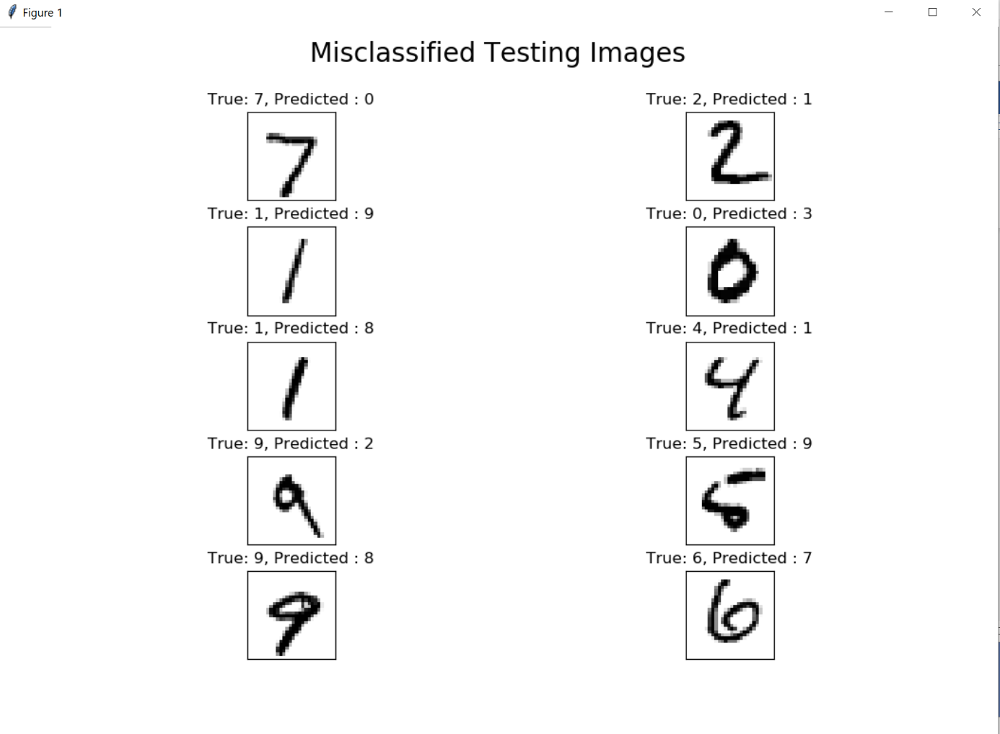 Figure 1
Misclassified Testing Images
True: 7, Predicted : 0
True: 2, Predicted : 1
7
2
True: 1, Predicted : 9
True: 0, Predicted : 3
1
0
True: 1, Predicted : 8
True: 4, Predicted : 1
1
4
True: 9, Predicted : 2
True: 5, Predicted : 9
9
5
True: 9, Predicted : 8
True: 6, Predicted : 7
9
6